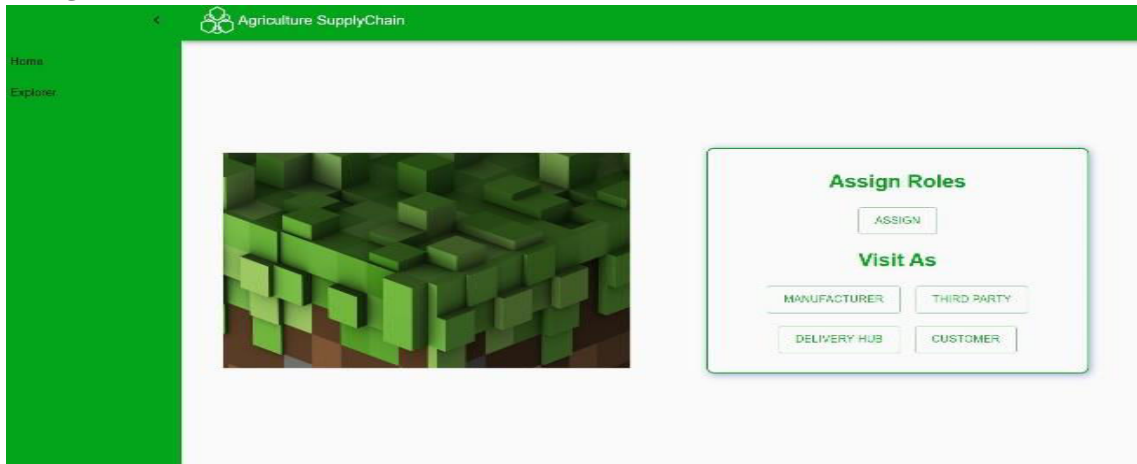 Agriculture SupplyChain
Home
Explorer
Assign Roles
ASSIGN
Visit As
MANUFACTURER THIRD PARTY
DELIVERY HUB CUSTOMER